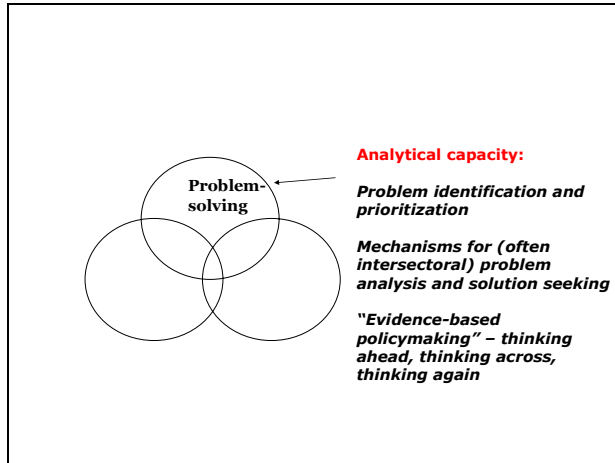 Problem-
solving
Analytical capacity:
Problem identification and
prioritization
Mechanisms for (often
intersectoral) problem
analysis and solution seeking
“Evidence-based
policymaking” – thinking
ahead, thinking across,
thinking again